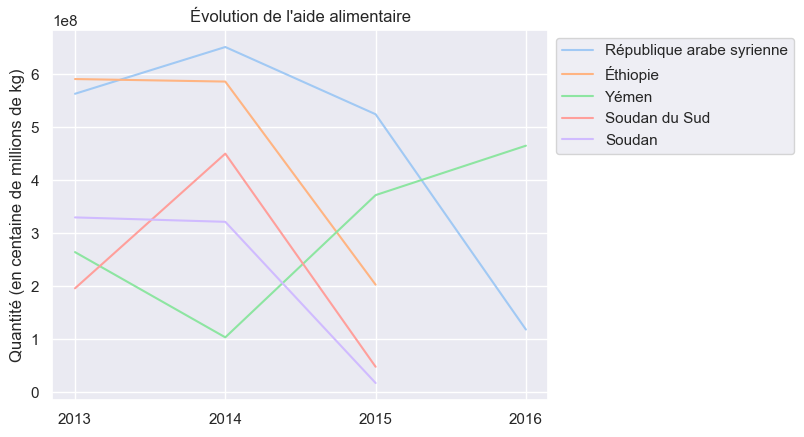 Évolution de l'aide alimentaire
1e8
Quantité (en centaine de millions de kg)
6
5
4
3
2
1
0
2013 2014 2015 2016
République arabe syrienne
Éthiopie
Yémen
Soudan du Sud
Soudan